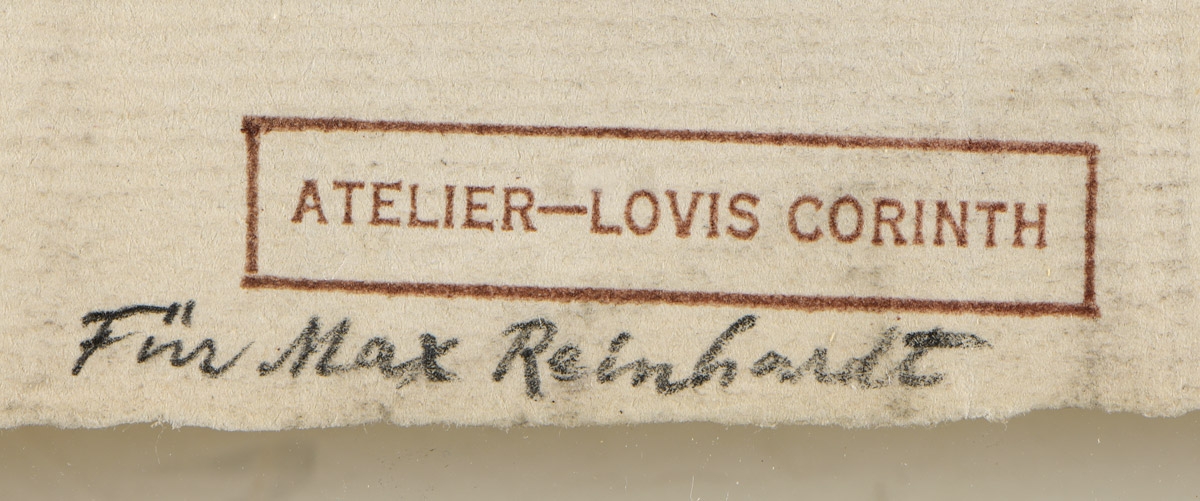 ATELIER—LOVIS CORINTH
Für Max Reinhardt